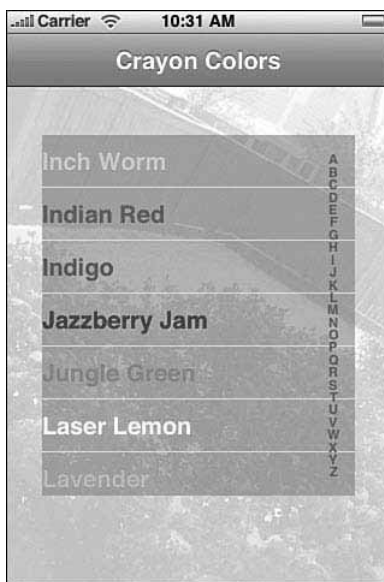 Carrier 10:31 AM
Crayon Colors
Inch Worm
Indian Red
Indigo
Jazzberry Jam
Jungle Green
Laser Lemon
Lavender
A
B
C
D
E
F
G
H
I
J
K
L
M
N
O
P
Q
R
S
T
U
V
W
X
Y
Z